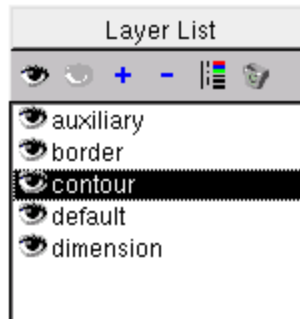 Layer List
auxiliary
border
contour
default
dimension